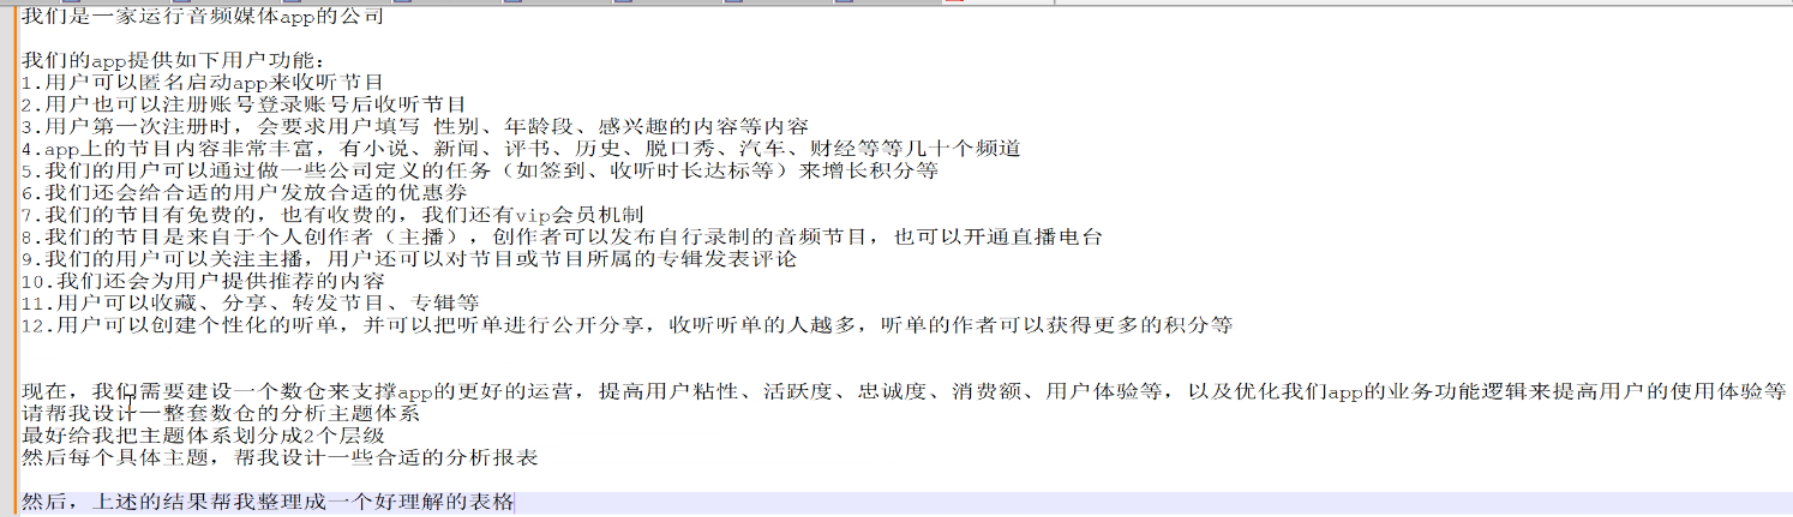 我们是一家运行音频媒体app的公司
我们的app提供如下用户功能：
1.用户可以匿名启动app来收听节目
2.用户也可以注册账号登录账号后收听节目
3.用户第一次注册时，会要求用户填写 性别、年龄段、感兴趣的内容等内容
4.app上的节目内容非常丰富，有小说、新闻、评书、历史、脱口秀、汽车、财经等等几十个频道
5.我们的用户可以通过做一些公司定义的任务（如签到、收听时长达标等）来增长积分等
6.我们还会给合适的用户发放合适的优惠券
7.我们的节目有免费的，也有收费的，我们还有vip会员机制
8.我们的节目是来自于个人创作者（主播），创作者可以发布自行录制的音频节目，也可以开通直播电台
9.我们的用户可以关注主播，用户还可以对节目或节目所属的专辑发表评论
10.我们还会为用户提供推荐的内容
11.用户可以收藏、分享、转发节目、专辑等
12.用户可以创建个性化的听单，并可以把听单进行公开分享，收听听单的人越多，听单的作者可以获得更多的积分等
现在，我们需要建设一个数仓来支撑app的更好的运营，提高用户粘性、活跃度、忠诚度、消费额、用户体验等，以及优化我们app的业务功能逻辑来提高用户的使用体验等
请帮我设计一整套数仓的分析主题体系
最好给我把主题体系划分成2个层级
然后每个具体主题，帮我设计一些合适的分析报表
然后，上述的结果帮我整理成一个好理解的表格